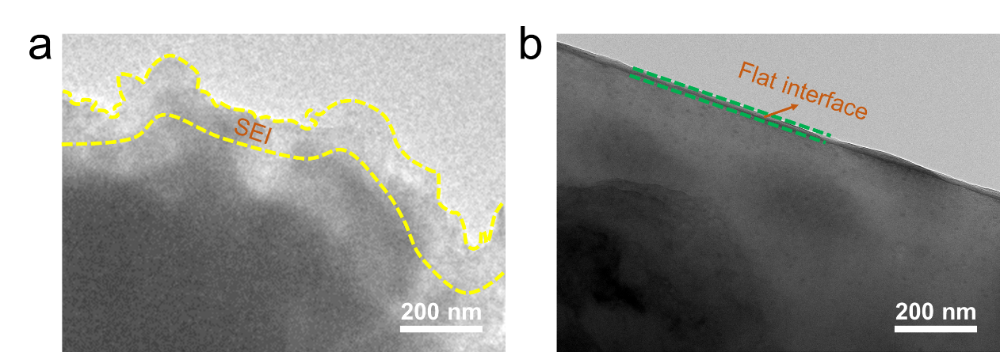 a
SEI
200 nm
b
Flat interface
200 nm